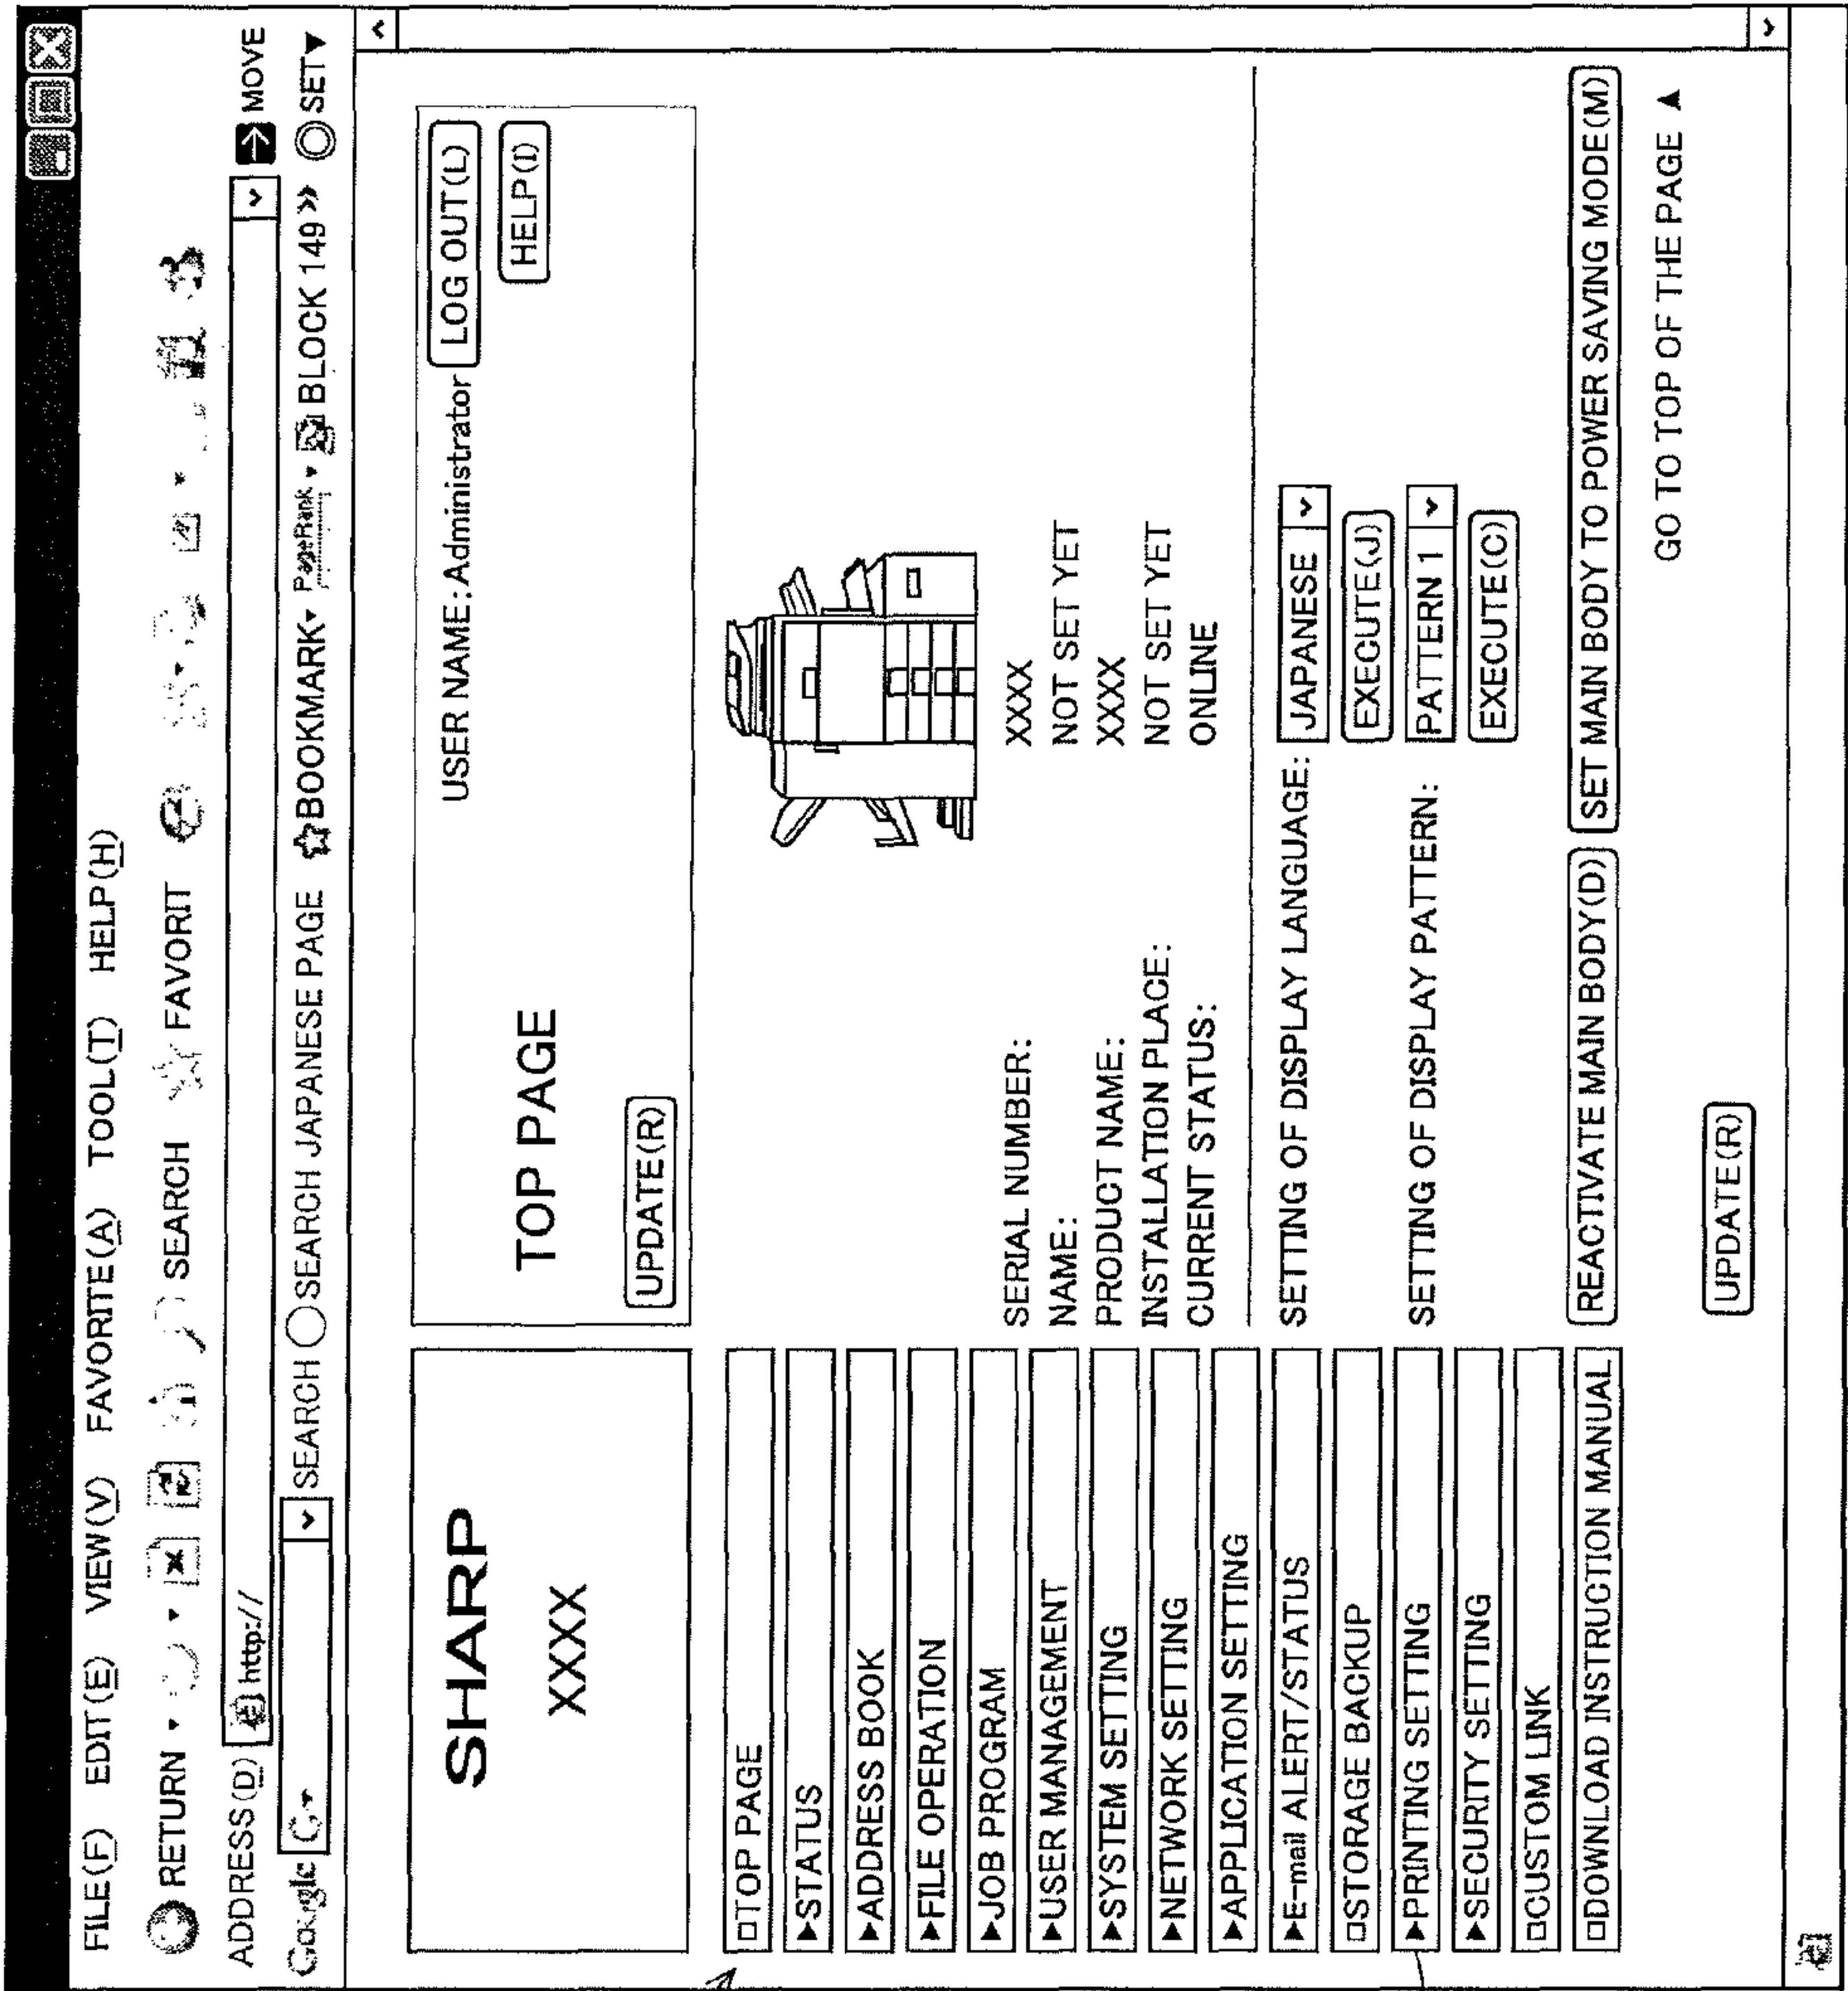 FILE(F) EDIT(E) VIEW(V) FAVORITE(A) TOOL(T) HELP(H)
RETURN SEARCH FAVORIT
ADDRESS(D) http:// MOVE
Google G SEARCH SEARCH JAPANESE PAGE BOOKMARK PageRank BLOCK 149 » SET
SHARP
XXXX
USER NAME:Administrator LOG OUT(L)
HELP(I)
TOP PAGE
UPDATE(R)
TOP PAGE
STATUS
ADDRESS BOOK
FILE OPERATION
JOB PROGRAM
USER MANAGEMENT
SYSTEM SETTING
NETWORK SETTING
APPLICATION SETTING
E-mail ALERT/STATUS
STORAGE BACKUP
PRINTING SETTING
SECURITY SETTING
CUSTOM LINK
DOWNLOAD INSTRUCTION MANUAL
SERIAL NUMBER: XXXX
NAME: NOT SET YET
PRODUCT NAME: XXXX
INSTALLATION PLACE: NOT SET YET
CURRENT STATUS: ONLINE
SETTING OF DISPLAY LANGUAGE: JAPANESE
EXECUTE(J)
SETTING OF DISPLAY PATTERN: PATTERN 1
EXECUTE(C)
REACTIVATE MAIN BODY(D) SET MAIN BODY TO POWER SAVING MODE(M)
GO TO TOP OF THE PAGE ▲
UPDATE(R)